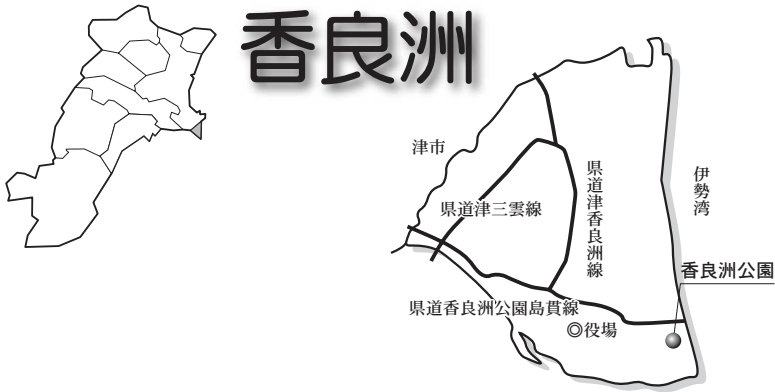 香良洲
津市
県道津三雲線
県道津香良洲線
伊勢湾
香良洲公園
県道香良洲公園島貫線
◎役場